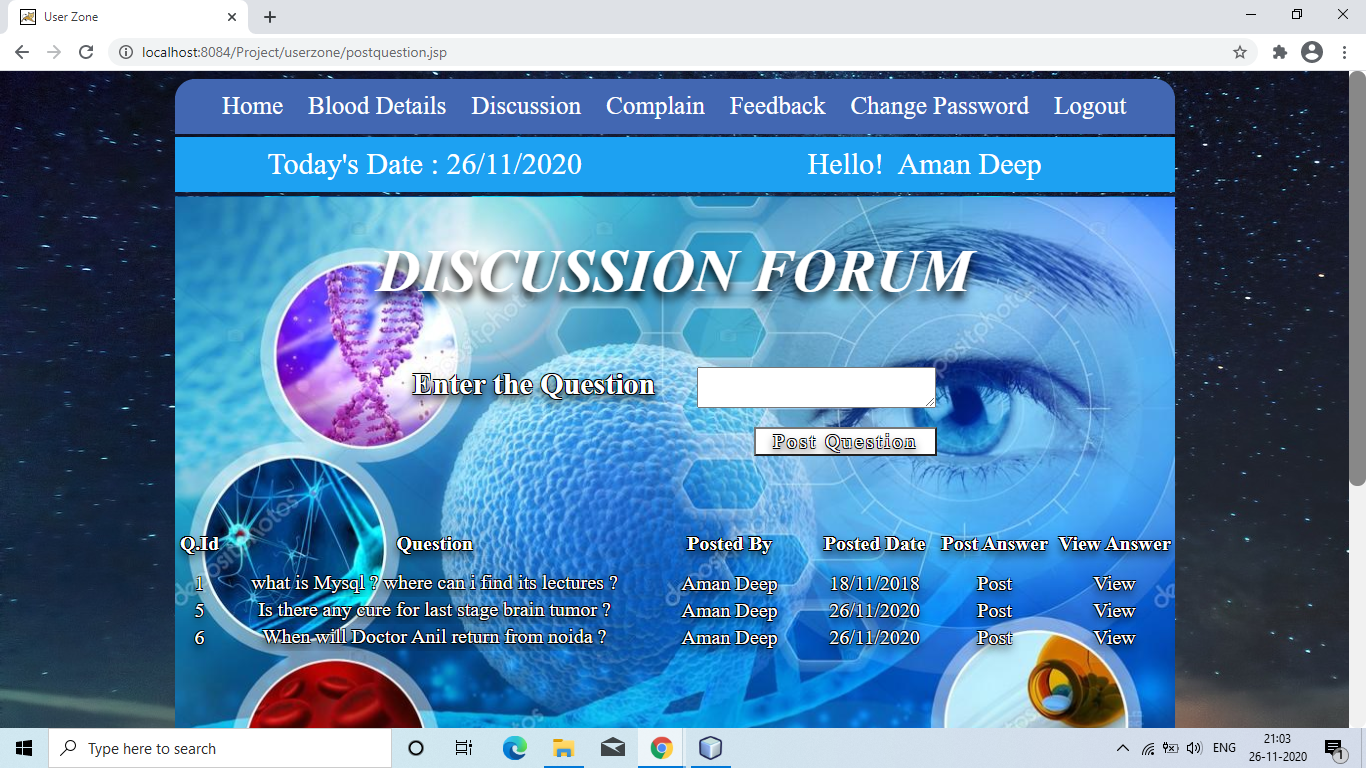 User Zone
localhost:8084/Project/userzone/postquestion.jsp
Home Blood Details Discussion Complain Feedback Change Password Logout
Today's Date : 26/11/2020 Hello! Aman Deep
DISCUSSION FORUM
Enter the Question
Post Question
Q.Id Question Posted By Posted Date Post Answer View Answer
1 what is Mysql ? where can i find its lectures ? Aman Deep 18/11/2018 Post View
5 Is there any cure for last stage brain tumor ? Aman Deep 26/11/2020 Post View
6 When will Doctor Anil return from noida ? Aman Deep 26/11/2020 Post View
depositphotos
depositphotos
depositphotos
depositphotos
Type here to search
ENG
21:03
26-11-2020
1